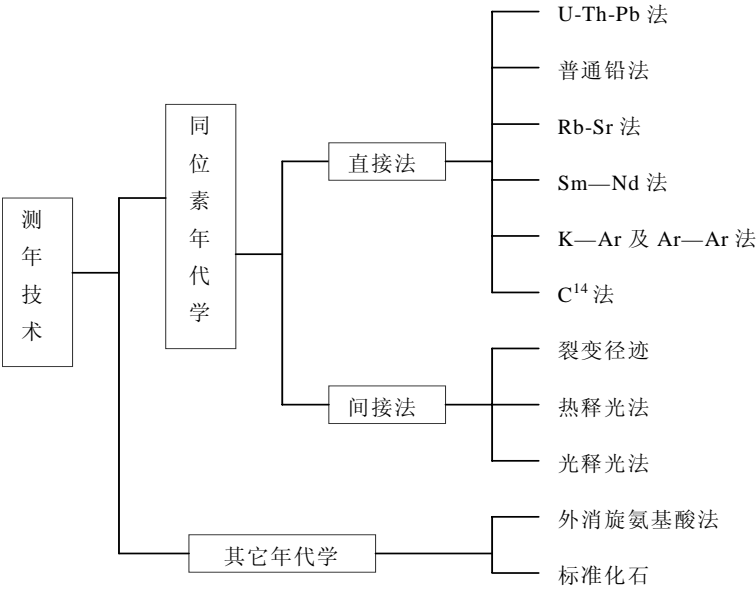 测年技术
同位素年代学
直接法
U-Th-Pb 法
普通铅法
Rb-Sr 法
Sm—Nd 法
K—Ar 及 Ar—Ar 法
C¹⁴ 法
间接法
裂变径迹
热释光法
光释光法
其它年代学
外消旋氨基酸法
标准化石